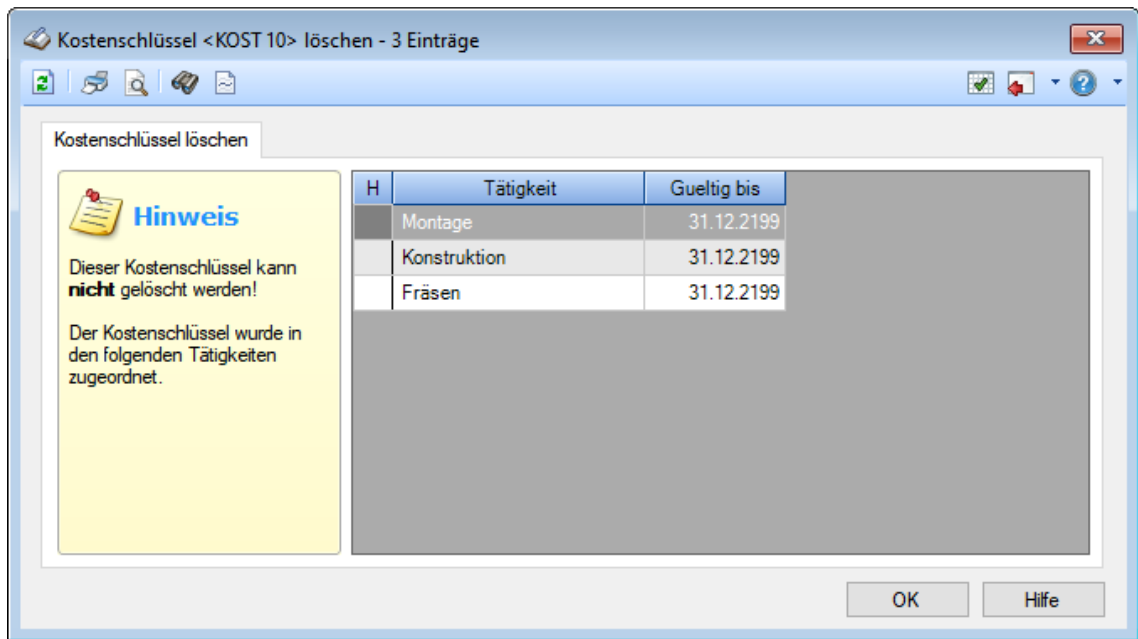 Kostenschlüssel <KOST 10> löschen - 3 Einträge
Kostenschlüssel löschen
Hinweis
Dieser Kostenschlüssel kann
nicht gelöscht werden!
Der Kostenschlüssel wurde in
den folgenden Tätigkeiten
zugeordnet.
H Tätigkeit Gueltig bis
Montage 31.12.2199
Konstruktion 31.12.2199
Fräsen 31.12.2199
OK Hilfe